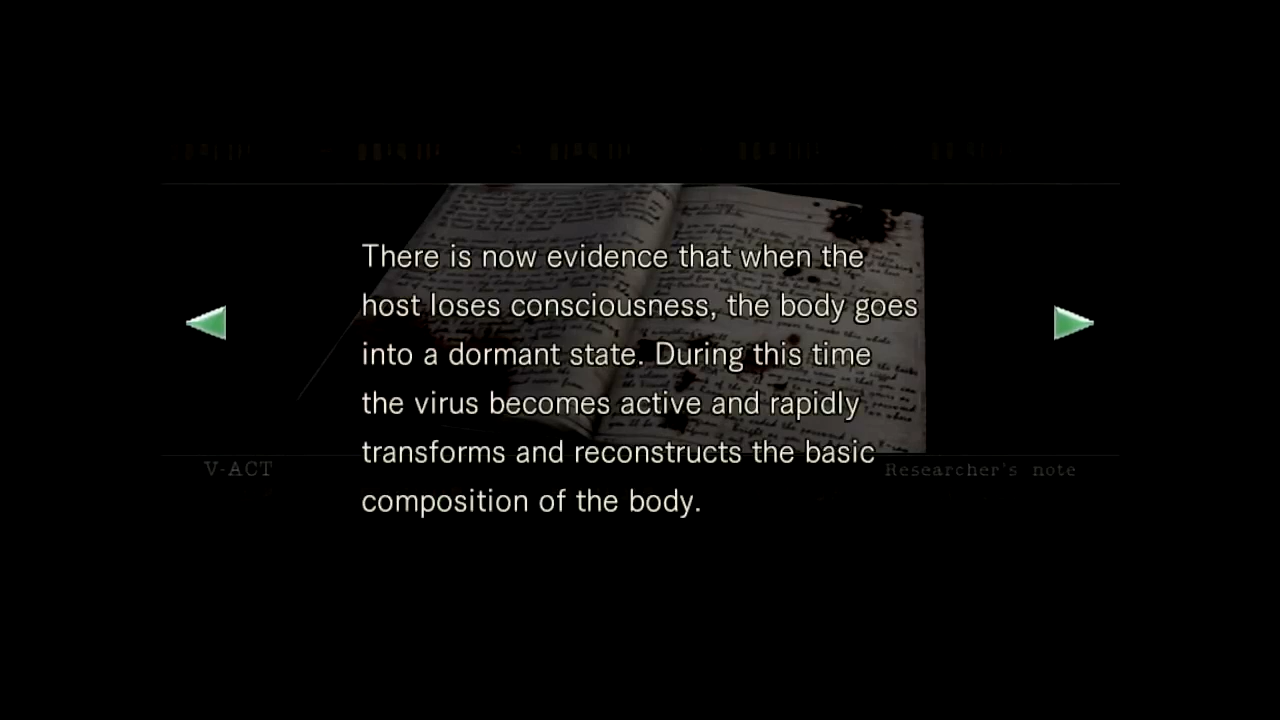 There is now evidence that when the
host loses consciousness, the body goes
into a dormant state. During this time
the virus becomes active and rapidly
transforms and reconstructs the basic
composition of the body.
V-ACT
Researcher's note